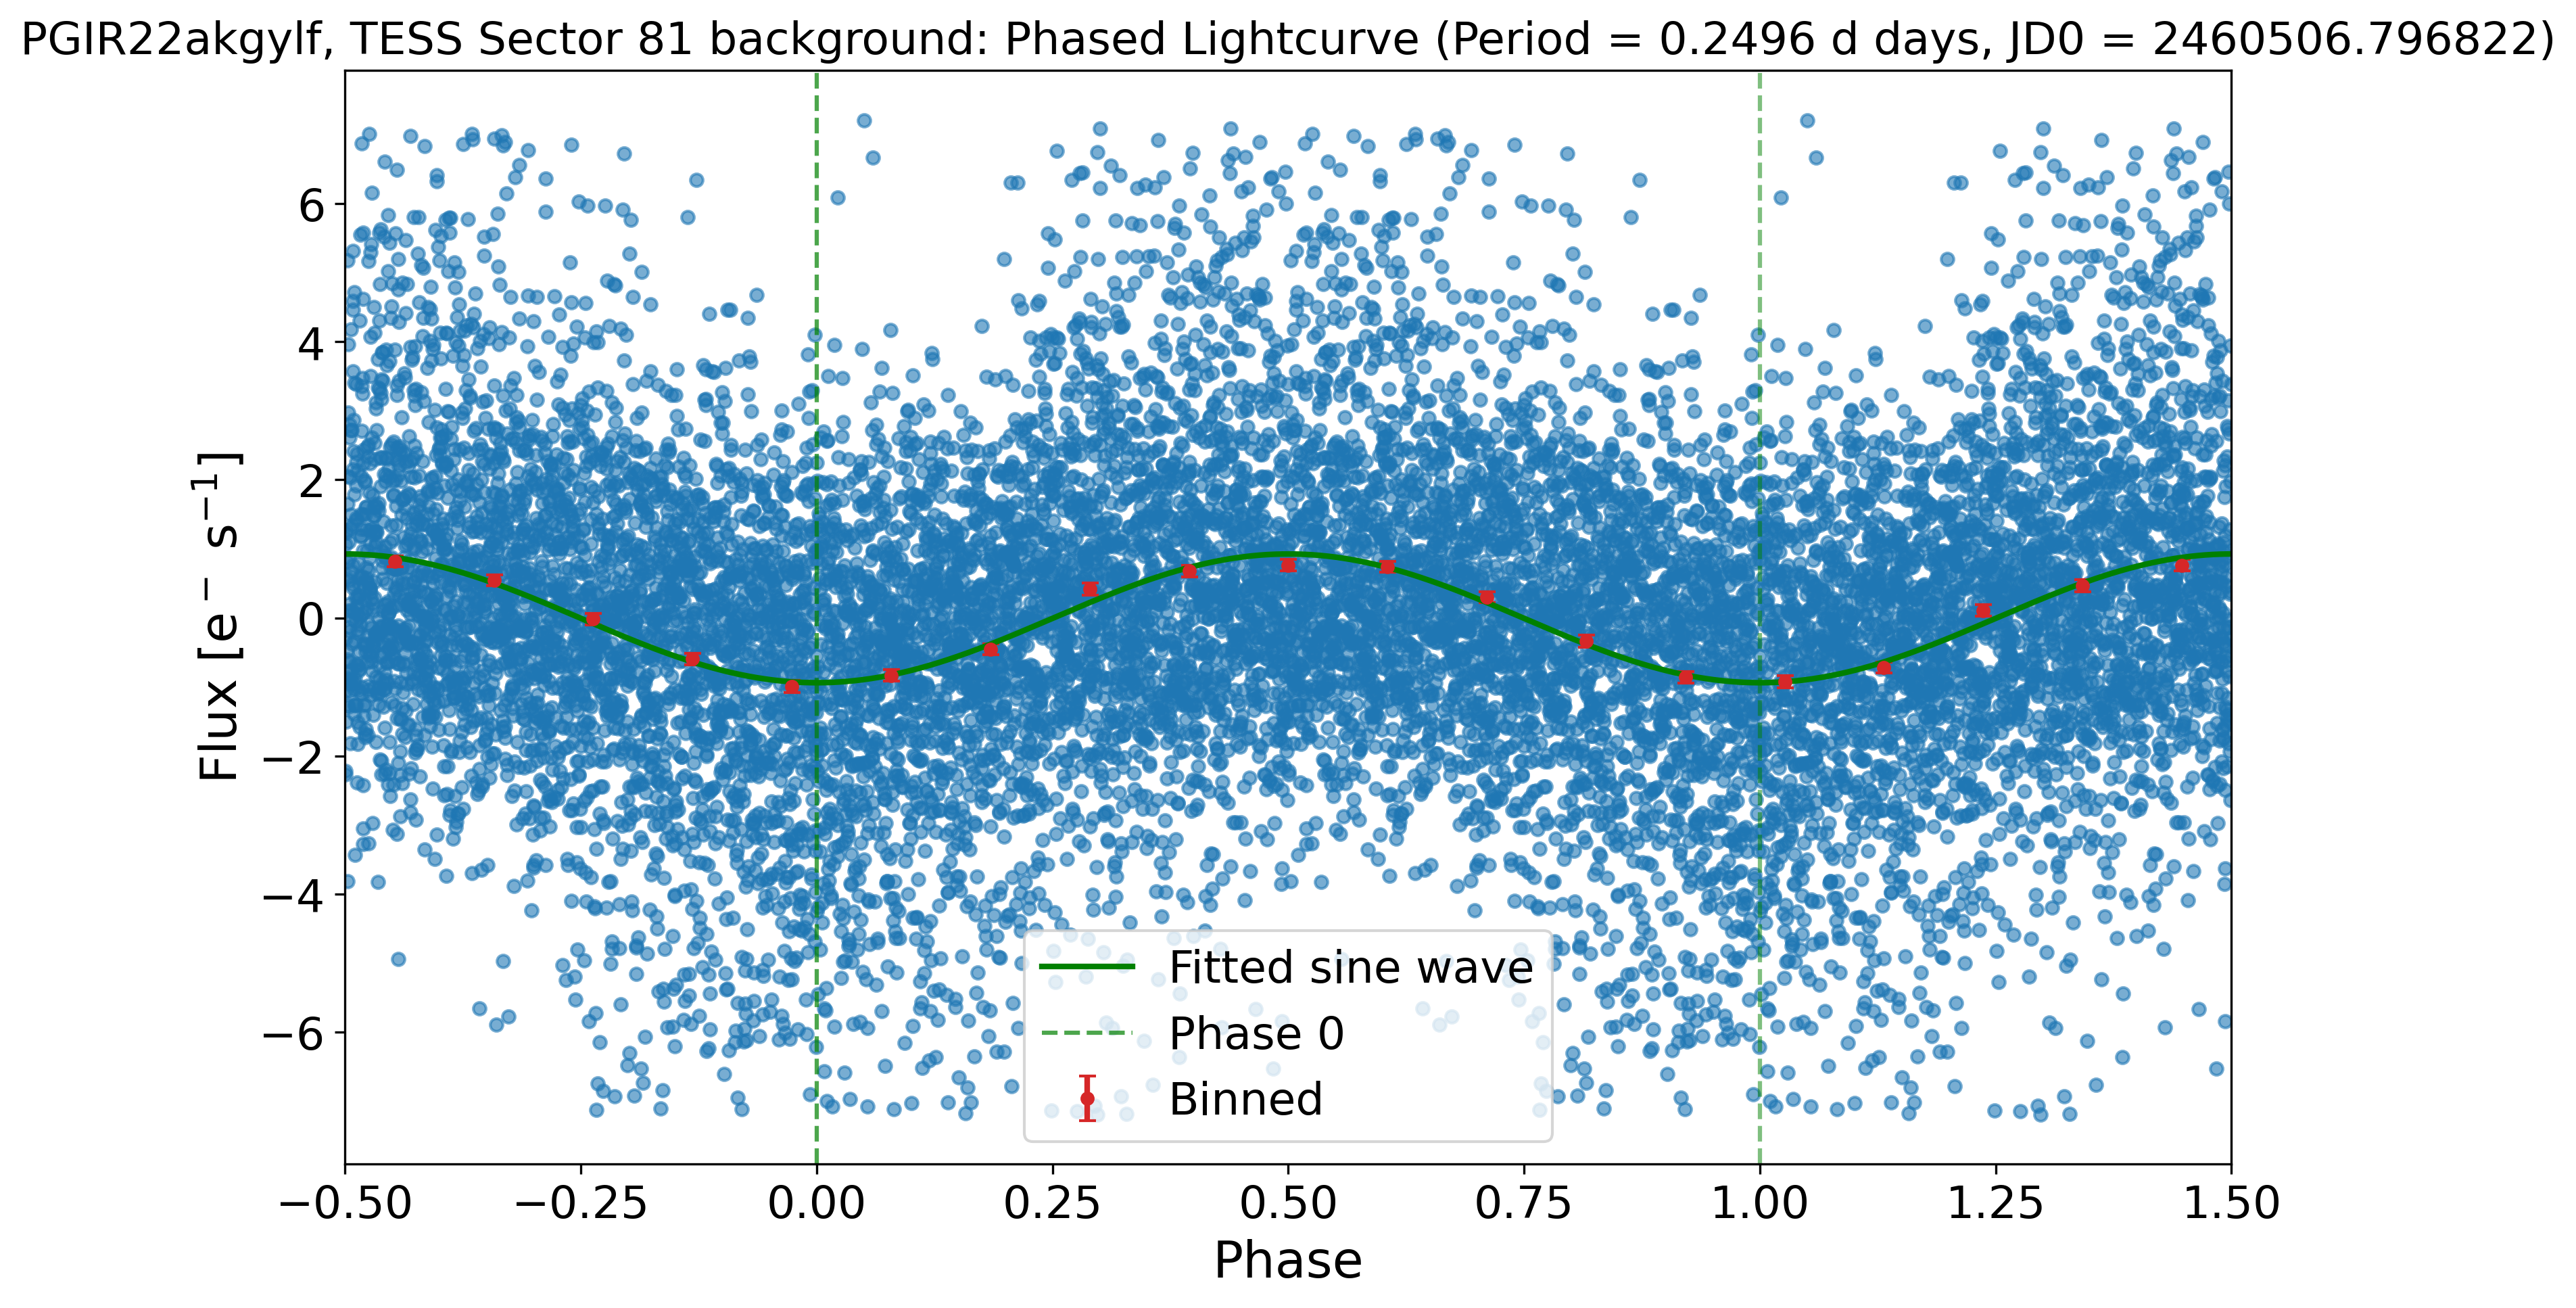 PGIR22akgylf, TESS Sector 81 background: Phased Lightcurve (Period = 0.2496 d days, JD0 = 2460506.796822)
Flux [e⁻ s⁻¹]
6
4
2
0
−2
−4
−6
Fitted sine wave
Phase 0
Binned
−0.50 −0.25 0.00 0.25 0.50 0.75 1.00 1.25 1.50
Phase